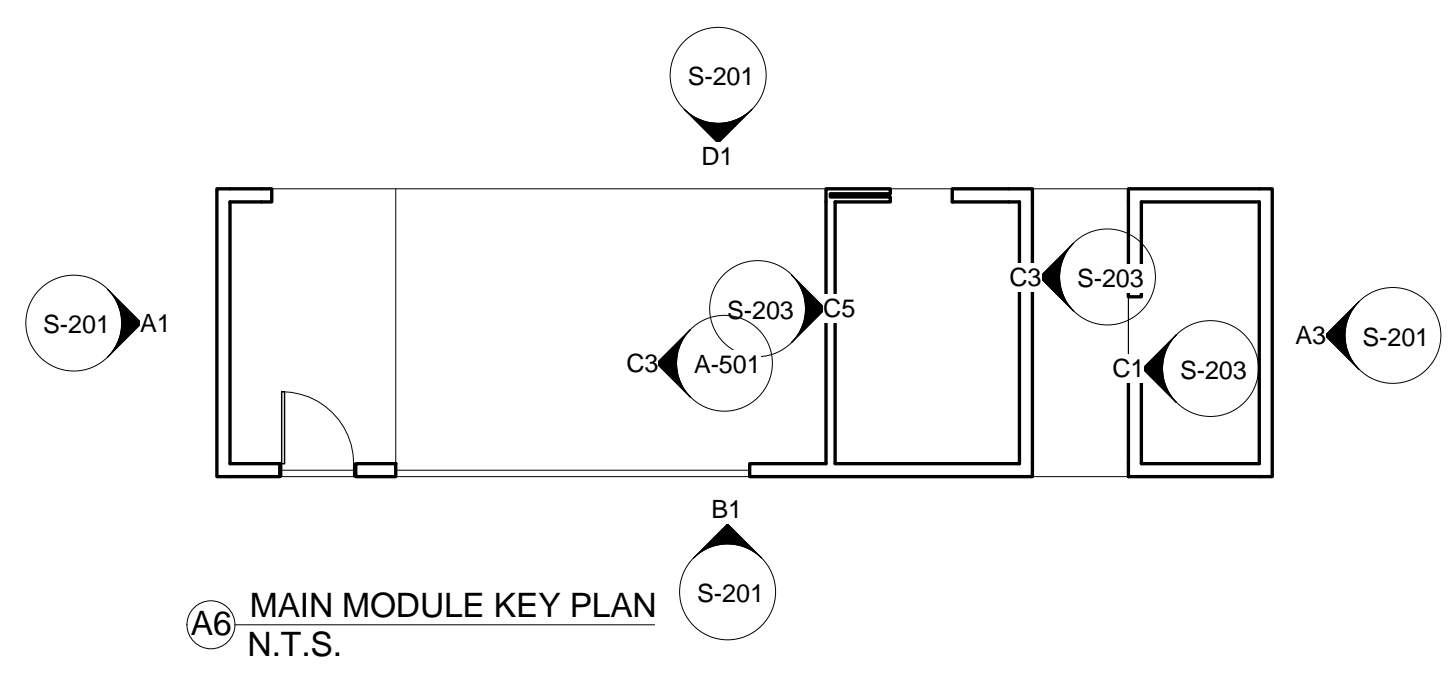 S-201
D1
S-201
A1
S-203
C5
C3
A-501
C3
S-203
C1
S-203
A3
S-201
B1
S-201
A6
MAIN MODULE KEY PLAN
N.T.S.